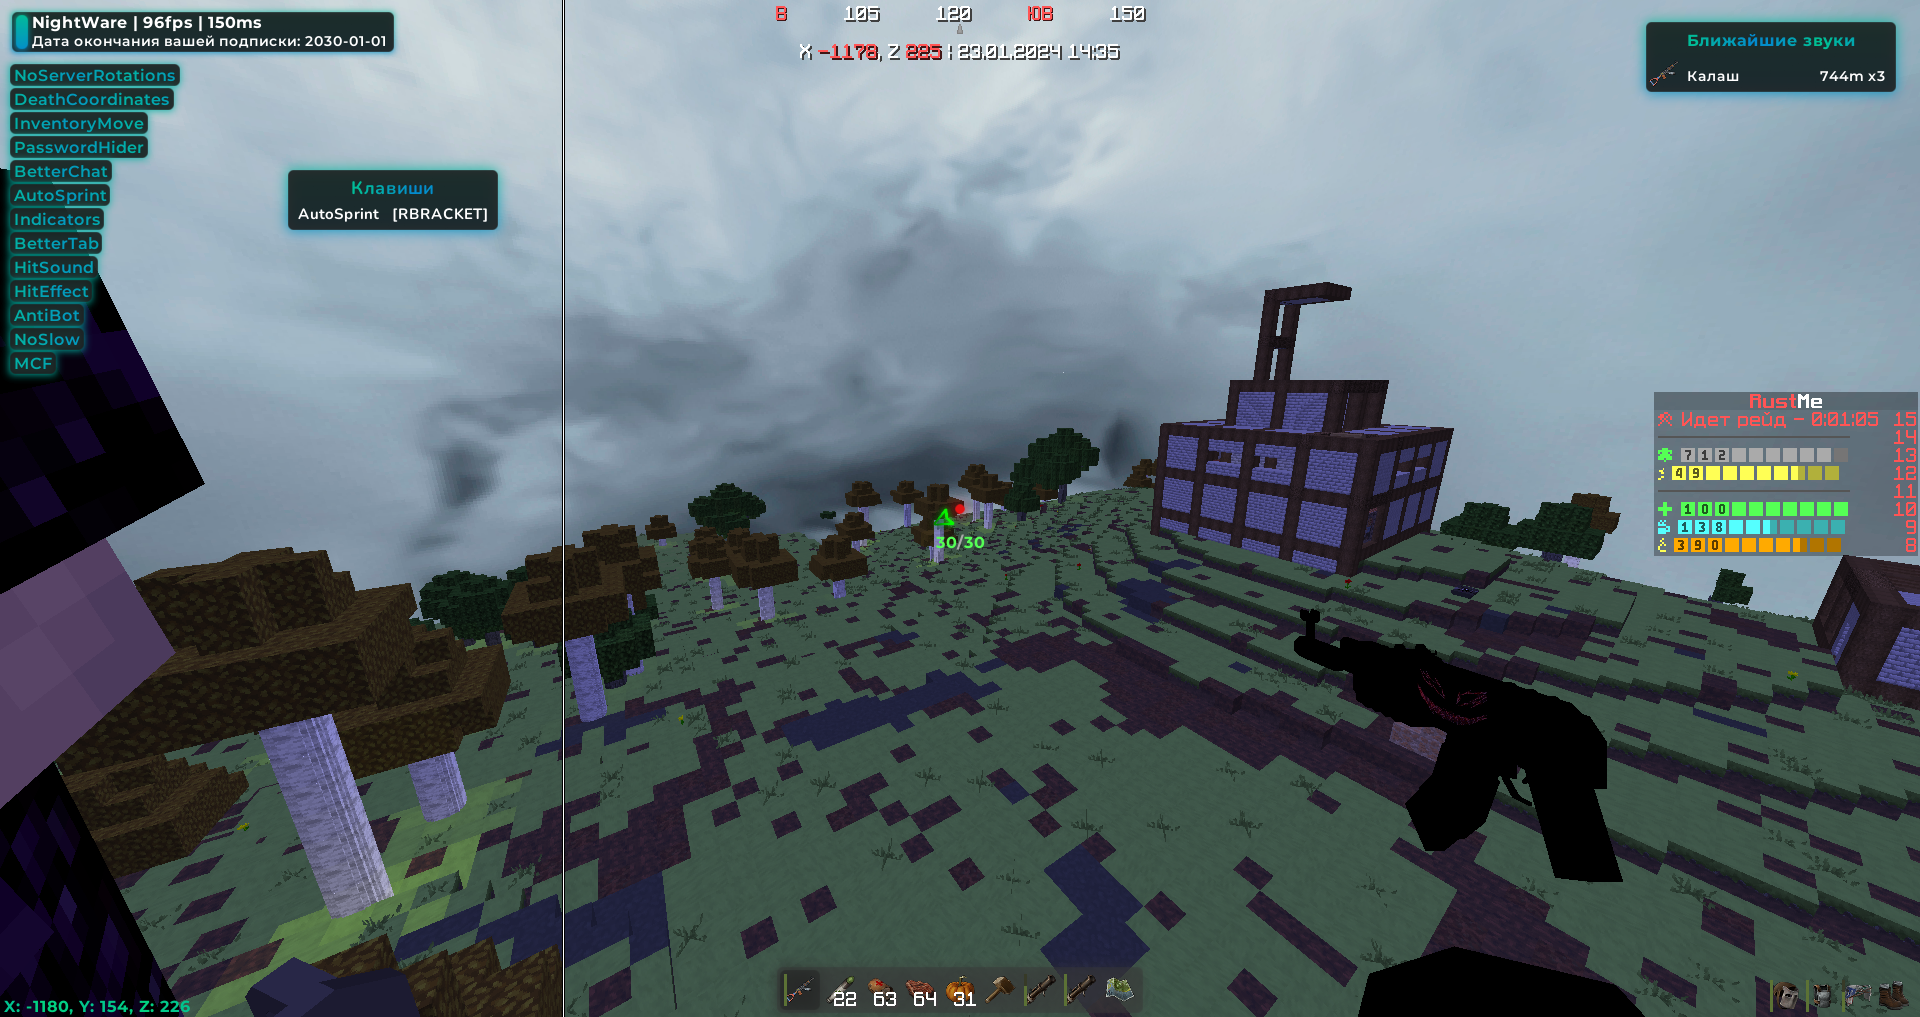 NightWare | 96fps | 150ms
Дата окончания вашей подписки: 2030-01-01
В 105 120 ЮВ 150
X -1178, Z 225 | 23.01.2024 14:35
Ближайшие звуки
Калаш 744m x3
NoServerRotations
DeathCoordinates
InventoryMove
PasswordHider
BetterChat
AutoSprint
Indicators
BetterTab
HitSound
HitEffect
AntiBot
NoSlow
MCF
Клавиши
AutoSprint [RBRACKET]
RustMe
Идет рейд - 0:01:05 15
14
712 13
49 12
11
100 10
138 9
390 8
30/30
22 63 64 31
X: -1180, Y: 154, Z: 226